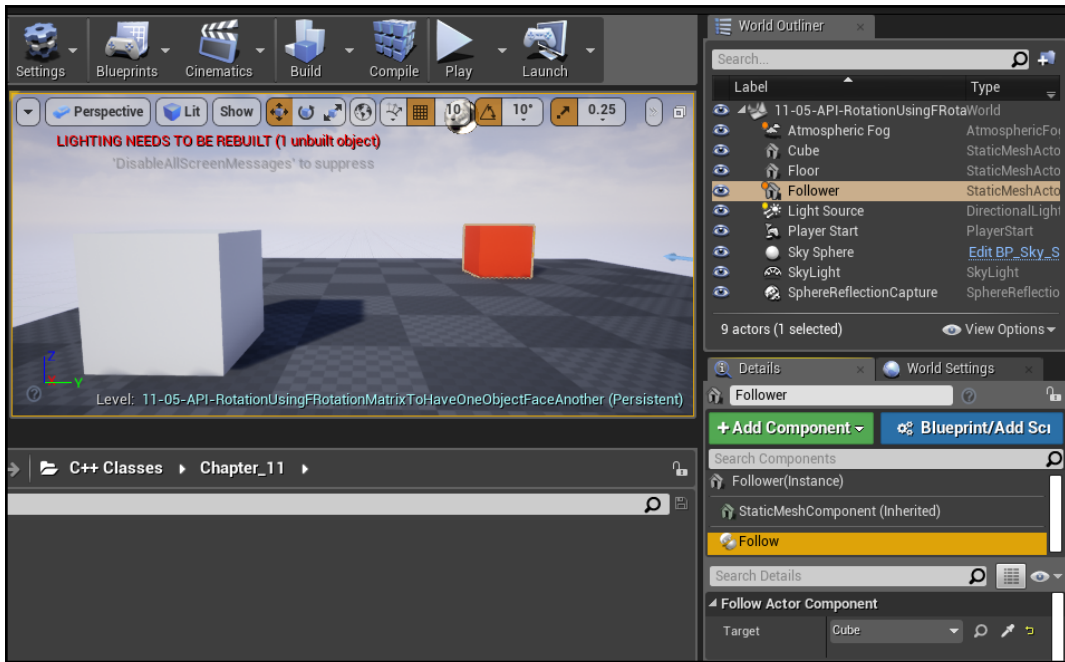 Settings Blueprints Cinematics Build Compile Play Launch
Perspective Lit Show 10 10° 0.25
LIGHTING NEEDS TO BE REBUILT (1 unbuilt object)
'DisableAllScreenMessages' to suppress
Z
Y
Level: 11-05-API-RotationUsingFRotationMatrixToHaveOneObjectFaceAnother (Persistent)
C++ Classes Chapter_11
World Outliner
Search...
Label Type
11-05-API-RotationUsingFRota World
Atmospheric Fog AtmosphericFo
Cube StaticMeshActo
Floor StaticMeshActo
Follower StaticMeshActo
Light Source DirectionalLight
Player Start PlayerStart
Sky Sphere Edit BP_Sky_S
SkyLight SkyLight
SphereReflectionCapture SphereReflectio
9 actors (1 selected) View Options
Details World Settings
Follower
+Add Component Blueprint/Add Scr
Search Components
Follower(Instance)
StaticMeshComponent (Inherited)
Follow
Search Details
Follow Actor Component
Target Cube